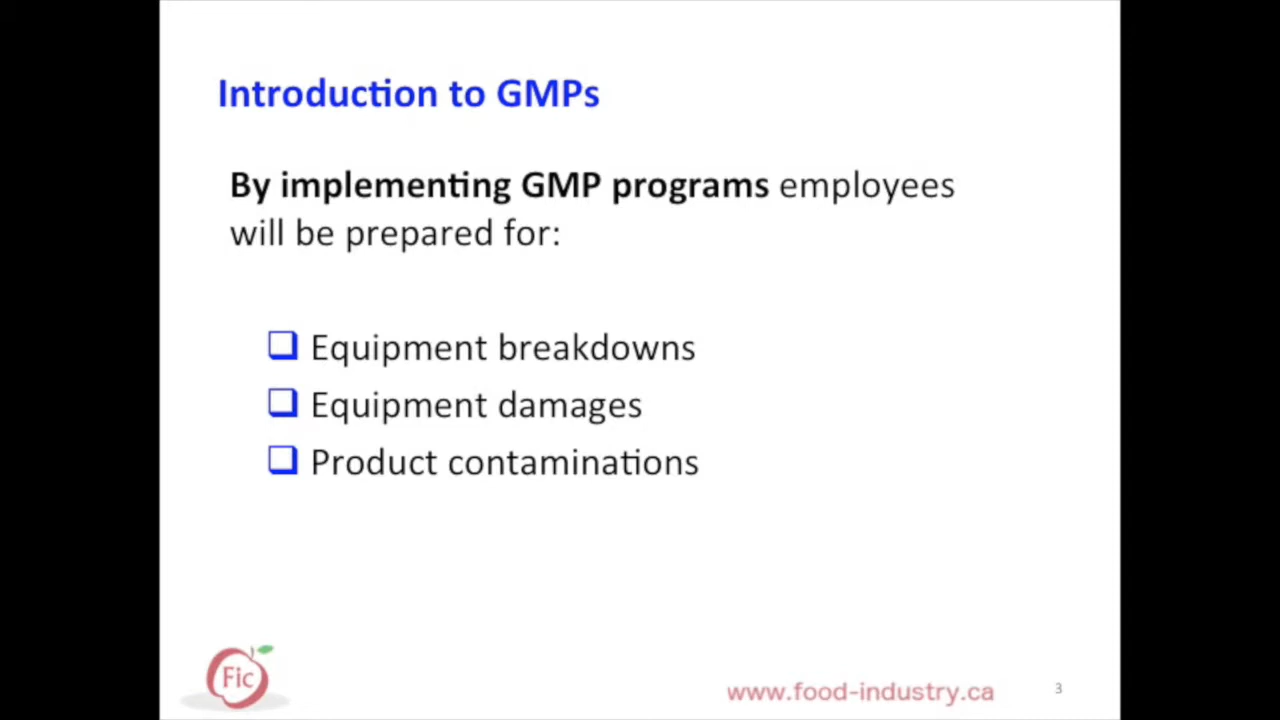 Introduction to GMPs
By implementing GMP programs employees
will be prepared for:
Equipment breakdowns
Equipment damages
Product contaminations
Fic
www.food-industry.ca
3